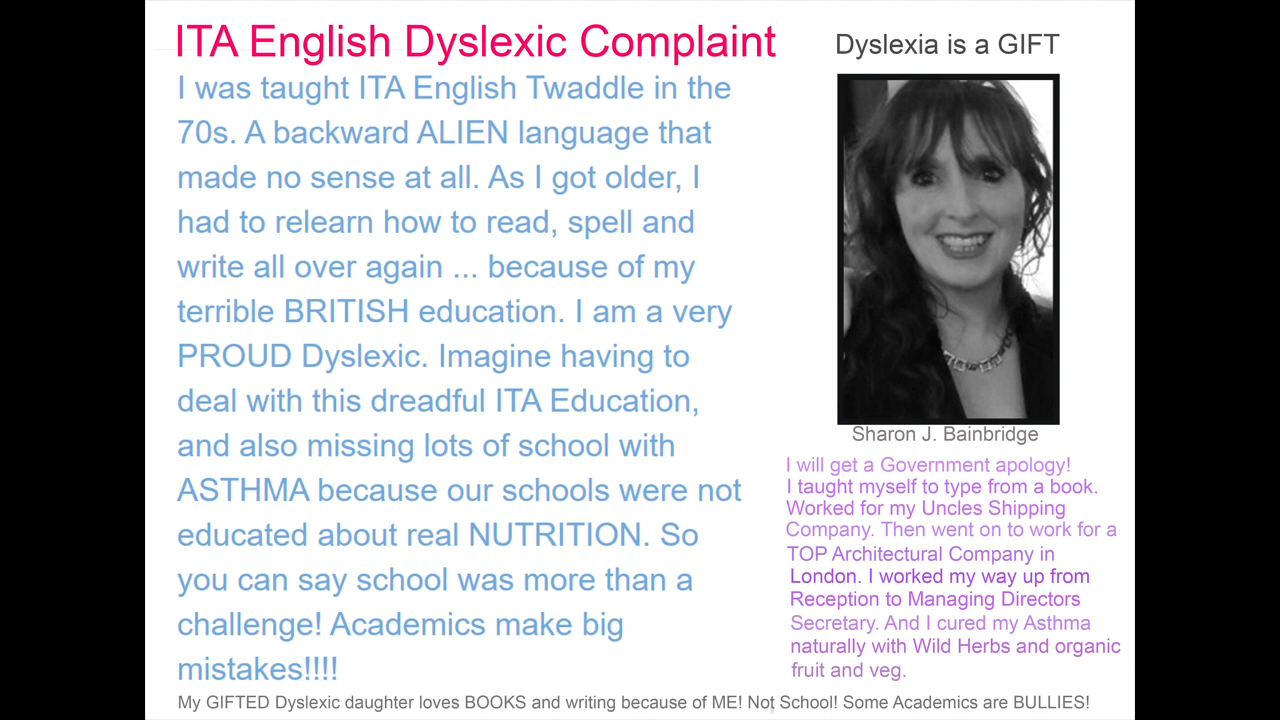 ITA English Dyslexic Complaint
I was taught ITA English Twaddle in the
70s. A backward ALIEN language that
made no sense at all. As I got older, I
had to relearn how to read, spell and
write all over again ... because of my
terrible BRITISH education. I am a very
PROUD Dyslexic. Imagine having to
deal with this dreadful ITA Education,
and also missing lots of school with
ASTHMA because our schools were not
educated about real NUTRITION. So
you can say school was more than a
challenge! Academics make big
mistakes!!!!
Dyslexia is a GIFT
Sharon J. Bainbridge
I will get a Government apology!
I taught myself to type from a book.
Worked for my Uncles Shipping
Company. Then went on to work for a
TOP Architectural Company in
London. I worked my way up from
Reception to Managing Directors
Secretary. And I cured my Asthma
naturally with Wild Herbs and organic
fruit and veg.
My GIFTED Dyslexic daughter loves BOOKS and writing because of ME! Not School! Some Academics are BULLIES!